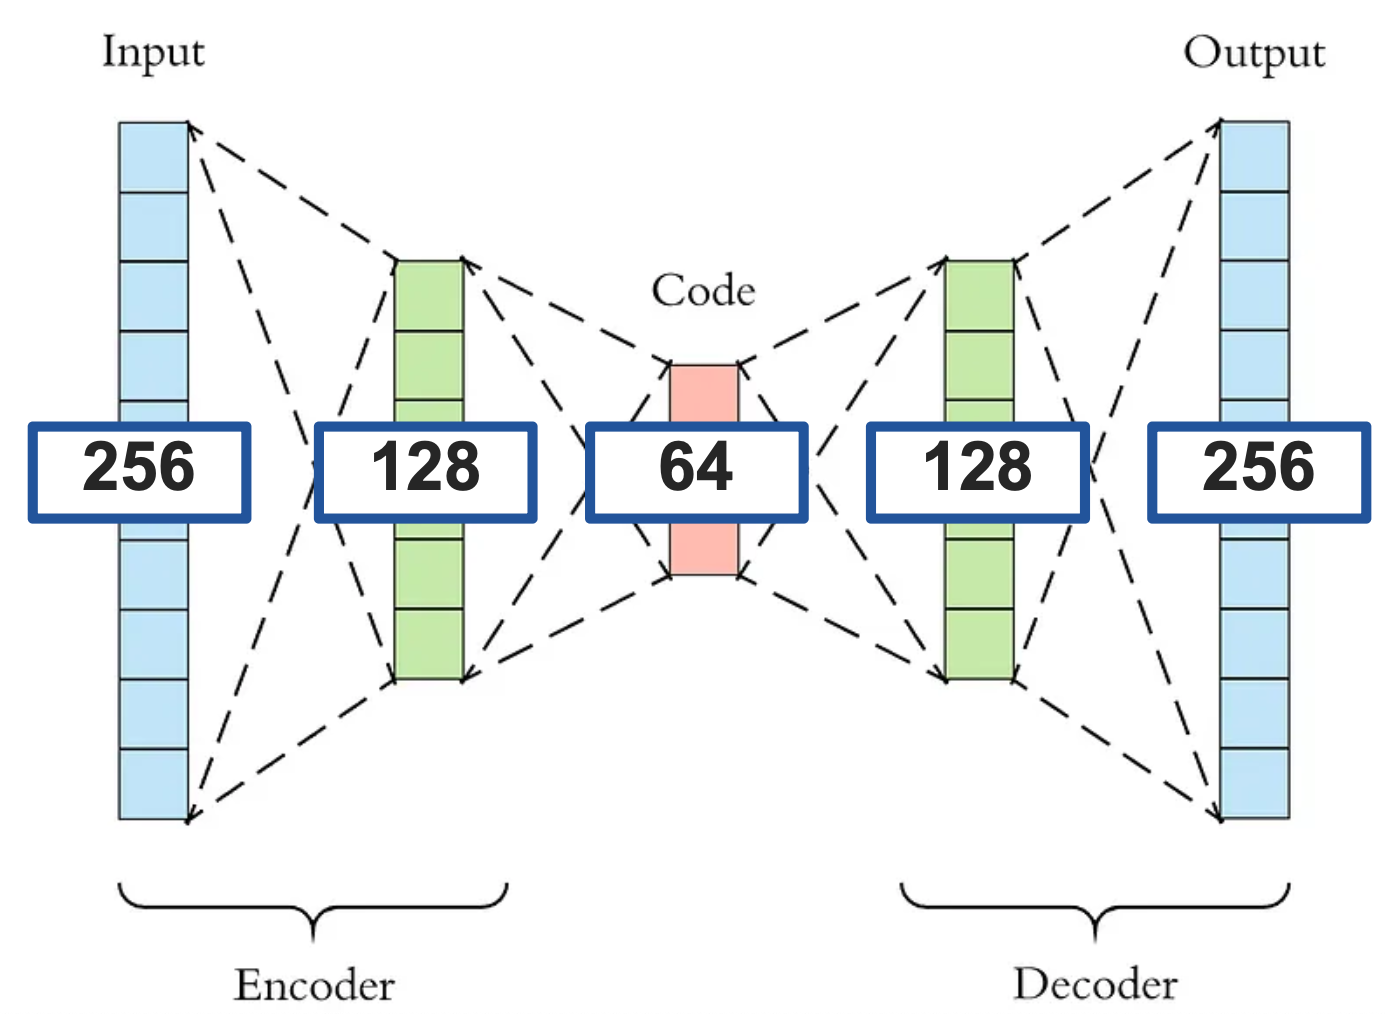 Input
Output
Code
256
128
64
128
256
Encoder
Decoder